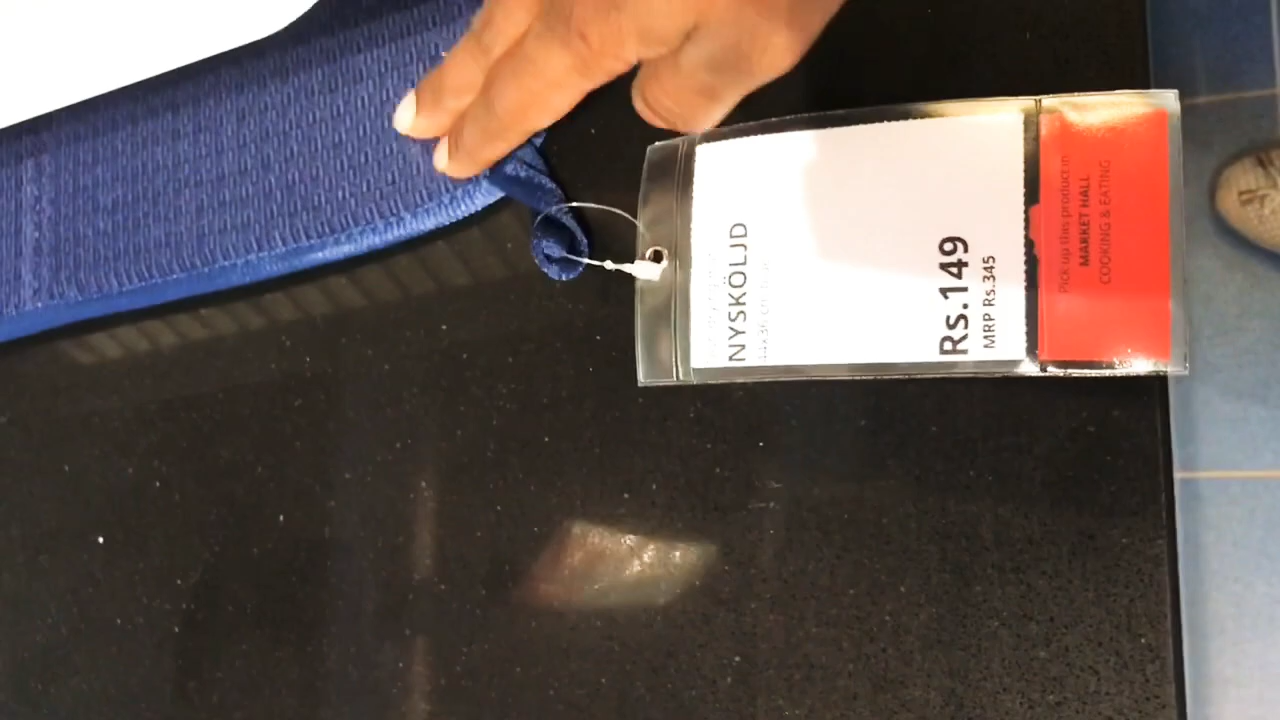 NYSKÖLJD
Rs.149
MRP Rs.345
Pick up this product in
MARKET HALL
COOKING & EATING